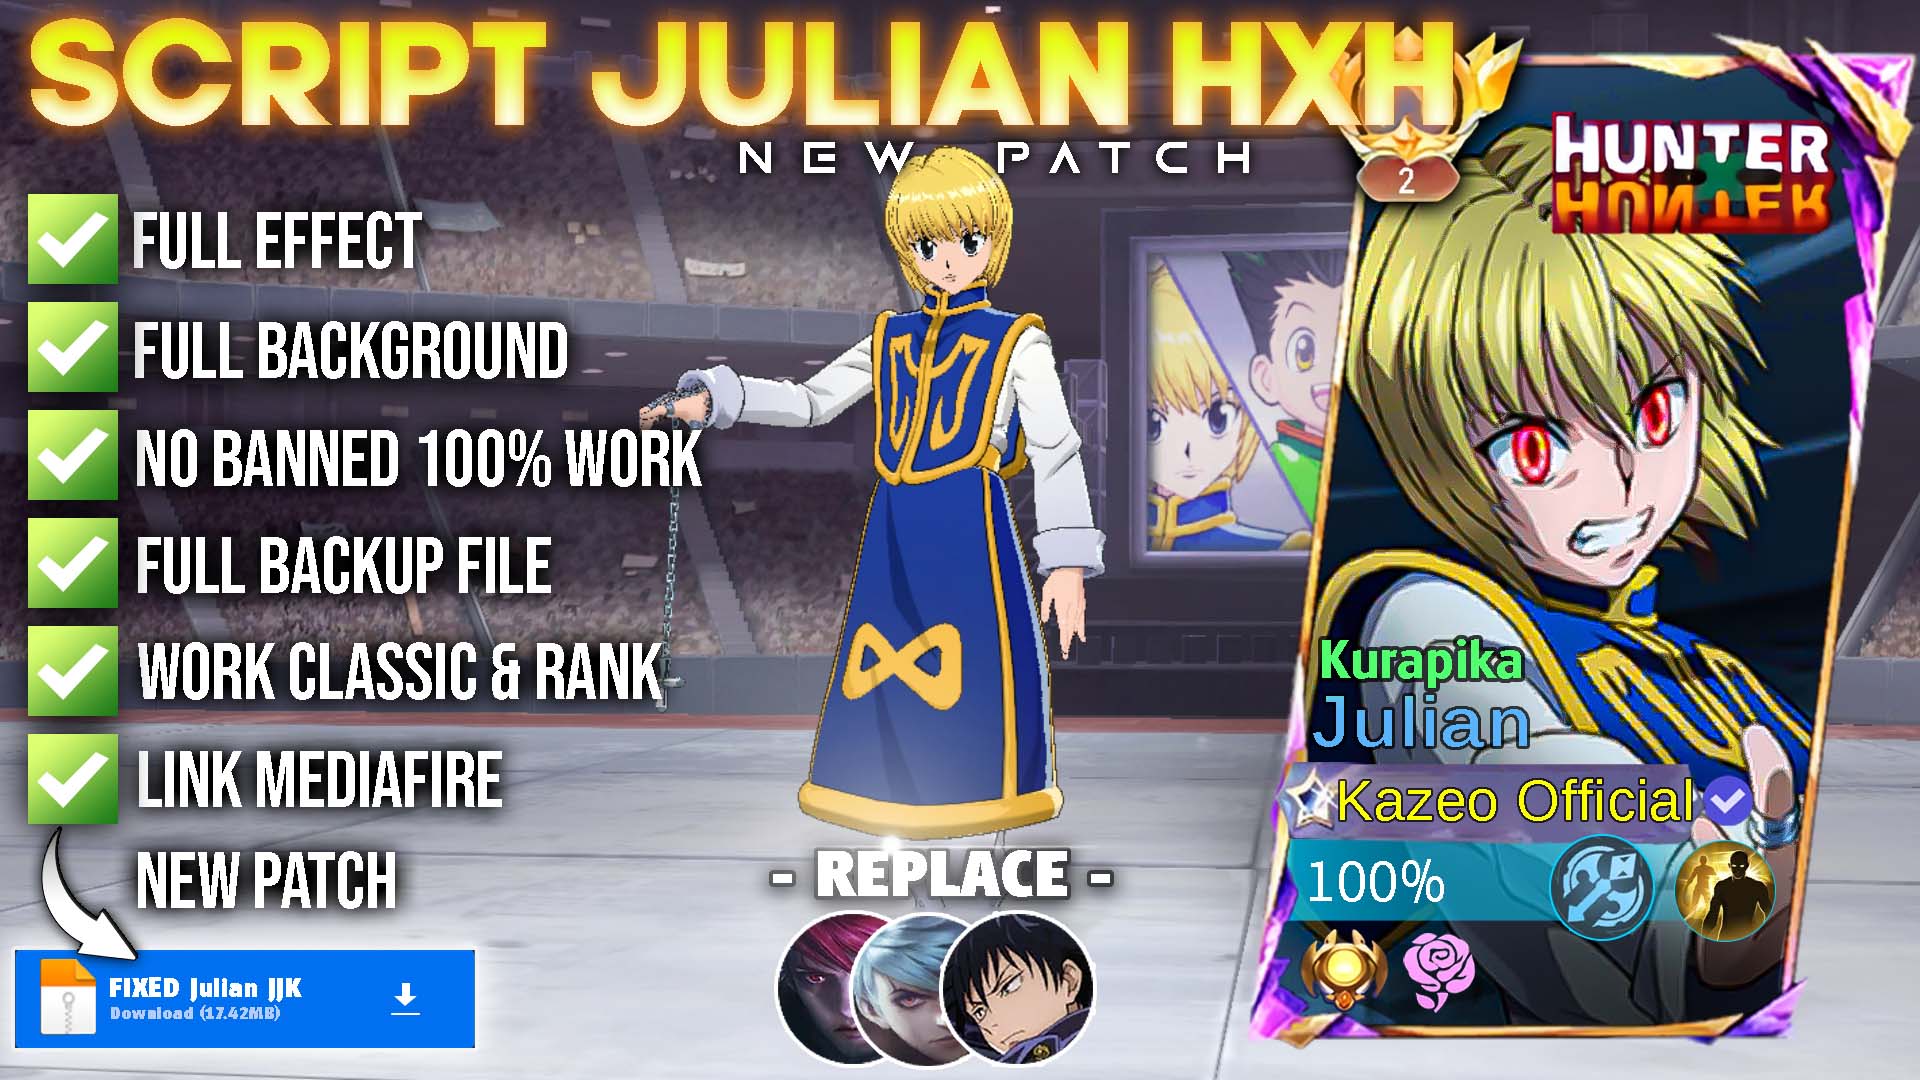 SCRIPT JULIAN HXH
NEW PATCH
2
HUNTER
HUNTER
FULL EFFECT
FULL BACKGROUND
NO BANNED 100% WORK
FULL BACKUP FILE
WORK CLASSIC & RANK
LINK MEDIAFIRE
NEW PATCH
FIXED Julian JJK
Download (17.42MB)
- REPLACE -
Kurapika
Julian
Kazeo Official
100%